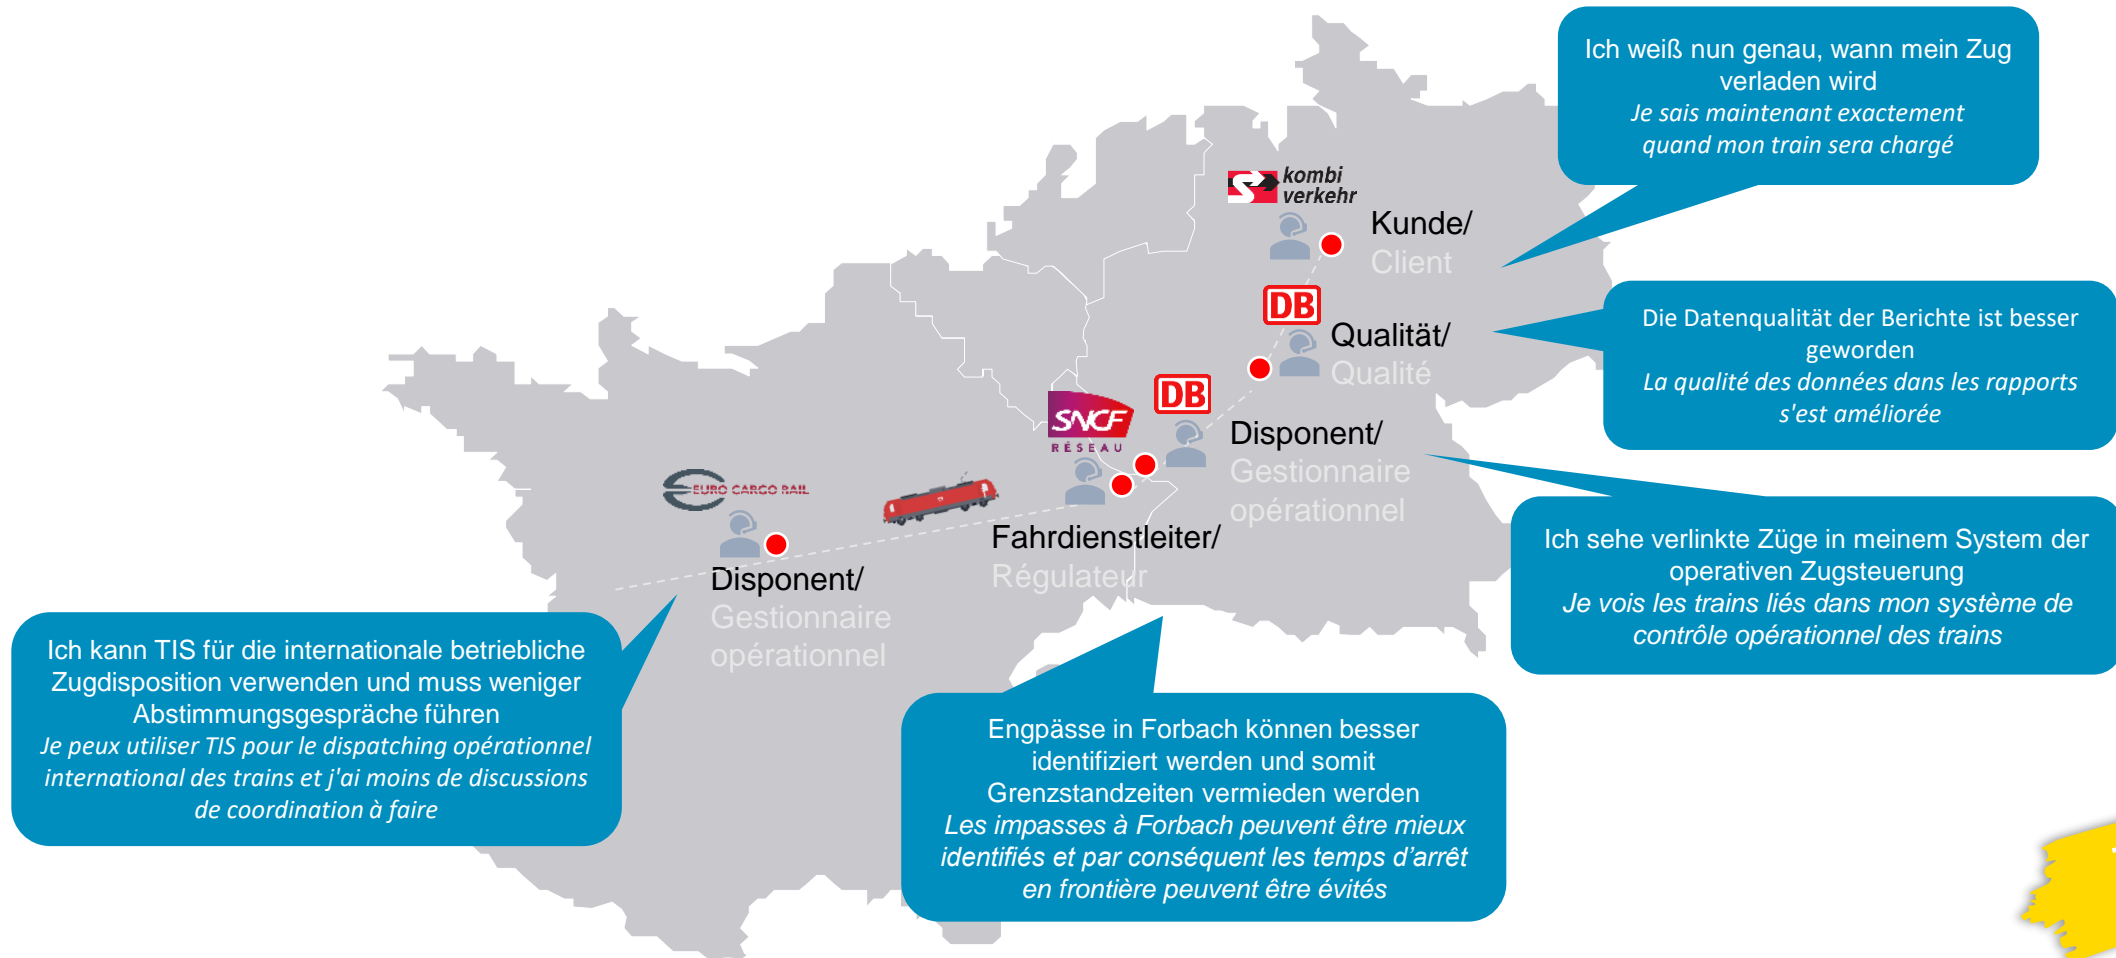 Ich weiß nun genau, wann mein Zug
verladen wird
Je sais maintenant exactement
quand mon train sera chargé
kombi
verkehr
Kunde/
Client
DB
Qualität/
Qualité
Die Datenqualität der Berichte ist besser
geworden
La qualité des données dans les rapports
s'est améliorée
DB
Disponent/
Gestionnaire
opérationnel
SNCF
RÉSEAU
Fahrdienstleiter/
Régulateur
Ich sehe verlinkte Züge in meinem System der
operativen Zugsteuerung
Je vois les trains liés dans mon système de
contrôle opérationnel des trains
EURO CARGO RAIL
Disponent/
Gestionnaire
opérationnel
Ich kann TIS für die internationale betriebliche
Zugdisposition verwenden und muss weniger
Abstimmungsgespräche führen
Je peux utiliser TIS pour le dispatching opérationnel
international des trains et j'ai moins de discussions
de coordination à faire
Engpässe in Forbach können besser
identifiziert werden und somit
Grenzstandzeiten vermieden werden
Les impasses à Forbach peuvent être mieux
identifiés et par conséquent les temps d’arrêt
en frontière peuvent être évités